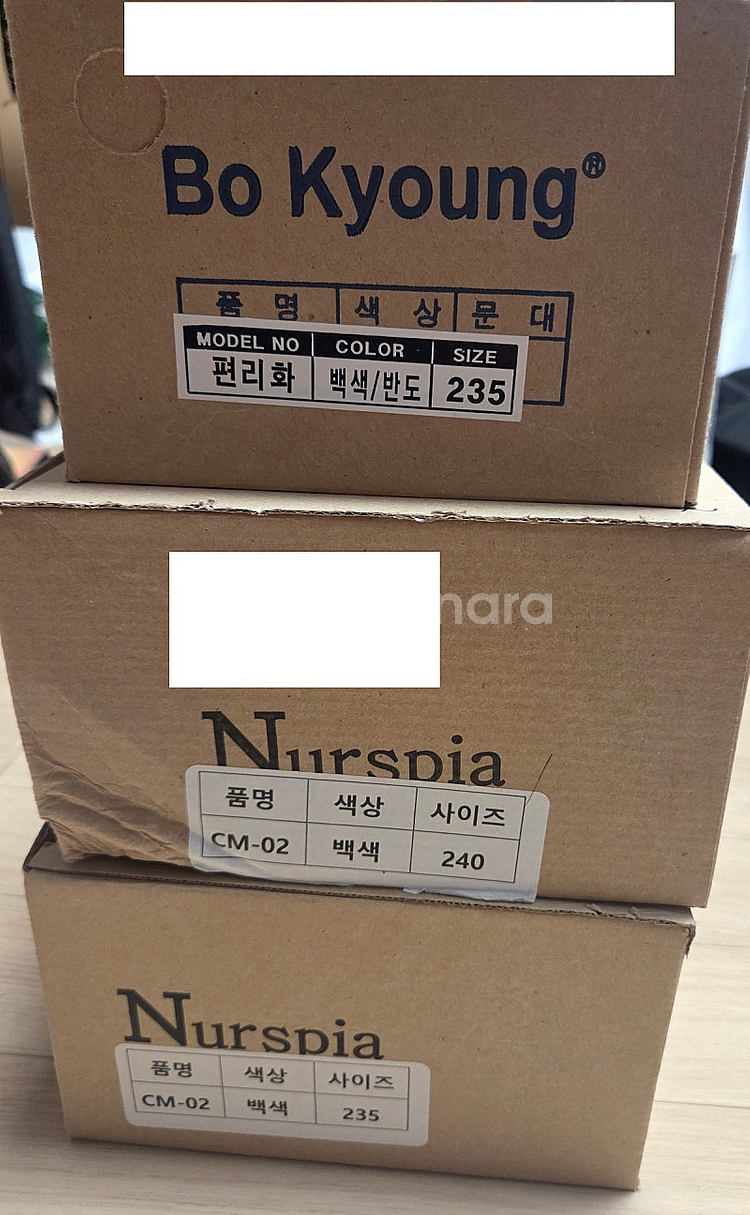 Bo Kyoung®
품 명 색 상 문 대
MODEL NO COLOR SIZE
편리화 백색/반도 235
Nurspia
품명 색상 사이즈
CM-02 백색 240
Nurspia
품명 색상 사이즈
CM-02 백색 235